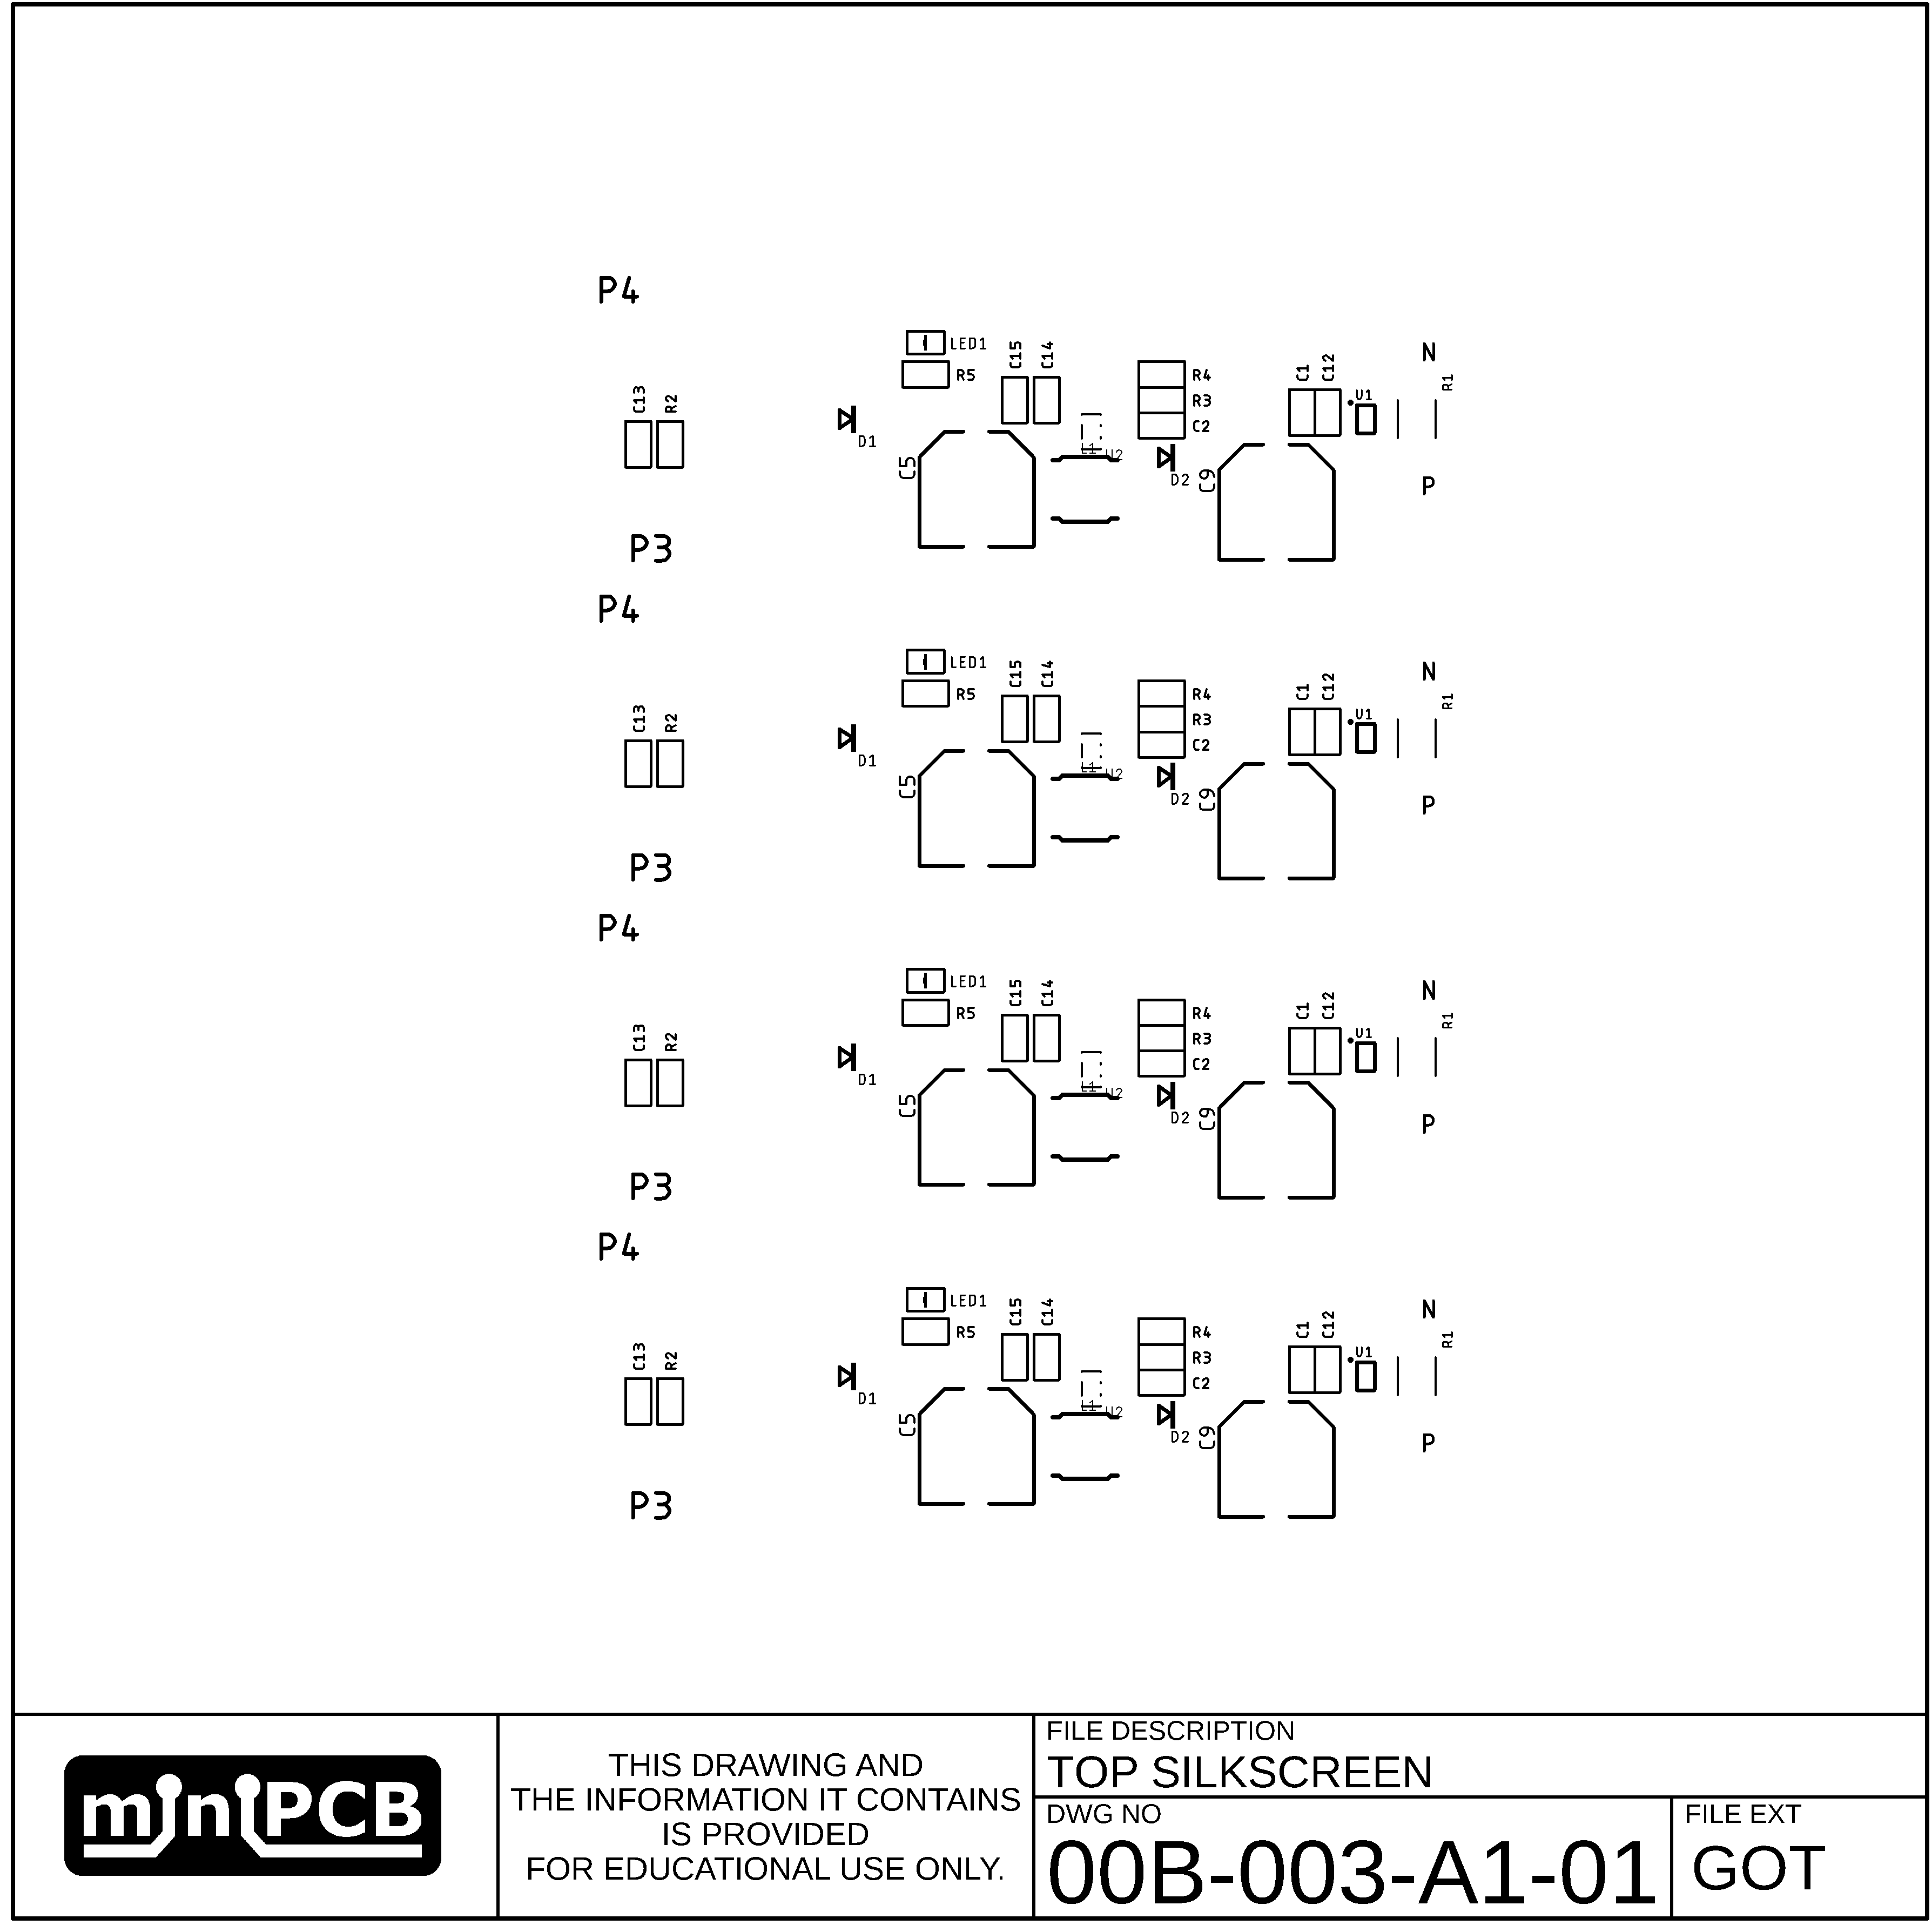 P4
LED1
R5
C15
C14
R4
R3
C2
C1
C12
U1
N
R1
C13
R2
D1
C5
L1
U2
D2
C9
P
P3
P4
LED1
R5
C15
C14
R4
R3
C2
C1
C12
U1
N
R1
C13
R2
D1
C5
L1
U2
D2
C9
P
P3
P4
LED1
R5
C15
C14
R4
R3
C2
C1
C12
U1
N
R1
C13
R2
D1
C5
L1
U2
D2
C9
P
P3
P4
LED1
R5
C15
C14
R4
R3
C2
C1
C12
U1
N
R1
C13
R2
D1
C5
L1
U2
D2
C9
P
P3
miniPCB
THIS DRAWING AND
THE INFORMATION IT CONTAINS
IS PROVIDED
FOR EDUCATIONAL USE ONLY.
FILE DESCRIPTION
TOP SILKSCREEN
DWG NO
00B-003-A1-01
FILE EXT
GOT